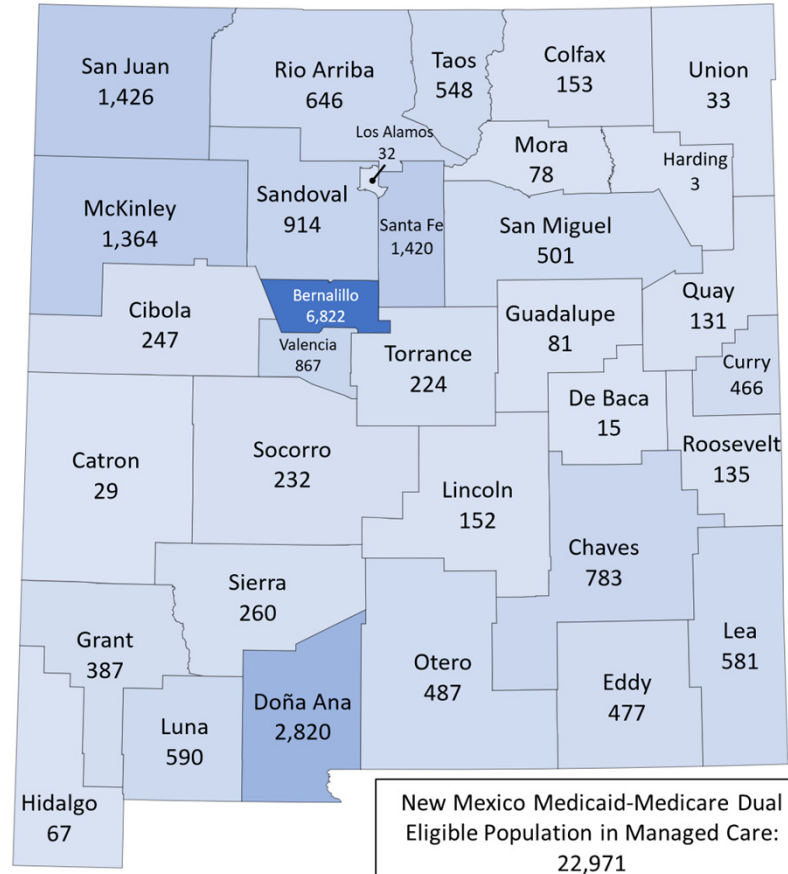 San Juan
1,426
Rio Arriba
646
Taos
548
Colfax
153
Union
33
Los Alamos
32
Mora
78
Harding
3
McKinley
1,364
Sandoval
914
Santa Fe
1,420
San Miguel
501
Bernalillo
6,822
Cibola
247
Valencia
867
Torrance
224
Guadalupe
81
Quay
131
Curry
466
De Baca
15
Roosevelt
135
Catron
29
Socorro
232
Lincoln
152
Chaves
783
Sierra
260
Grant
387
Doña Ana
2,820
Otero
487
Eddy
477
Lea
581
Luna
590
Hidalgo
67
New Mexico Medicaid-Medicare Dual
Eligible Population in Managed Care:
22,971